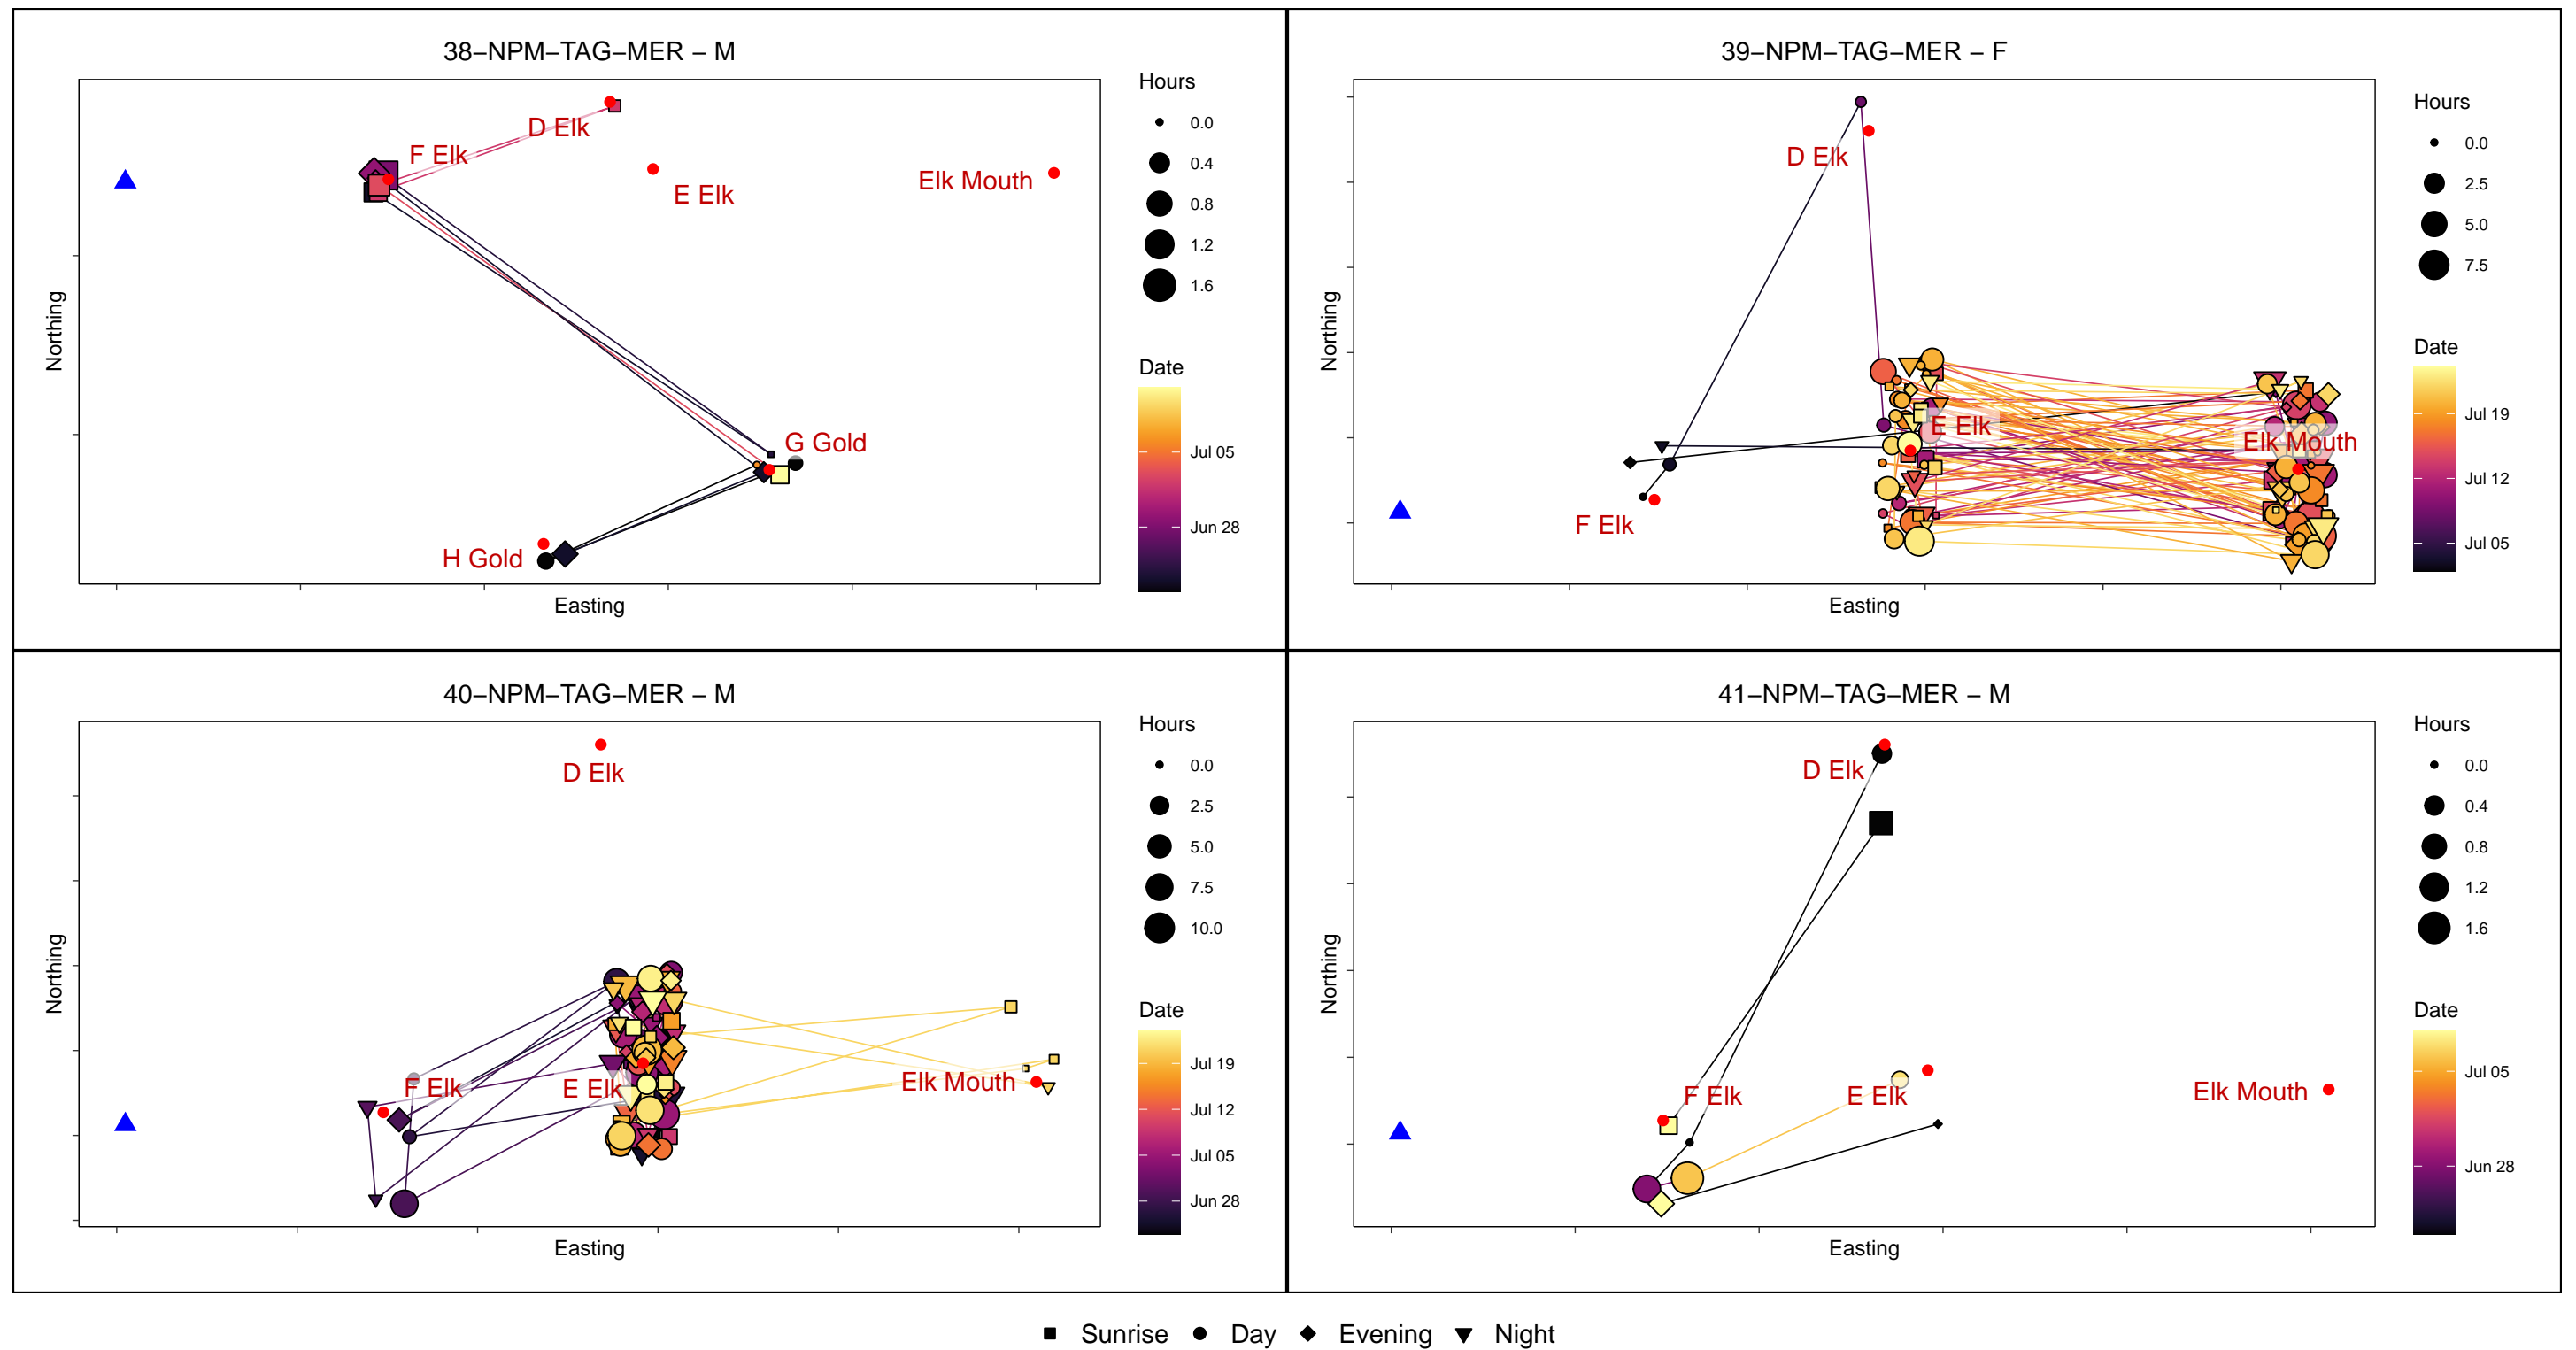 38−NPM−TAG−MER − M
D Elk
F Elk
E Elk
Elk Mouth
G Gold
H Gold
Northing
Easting
Hours
0.0
0.4
0.8
1.2
1.6
Date
Jul 05
Jun 28
39−NPM−TAG−MER − F
D Elk
E Elk
Elk Mouth
F Elk
Northing
Easting
Hours
0.0
2.5
5.0
7.5
Date
Jul 19
Jul 12
Jul 05
40−NPM−TAG−MER − M
D Elk
F Elk
E Elk
Elk Mouth
Northing
Easting
Hours
0.0
2.5
5.0
7.5
10.0
Date
Jul 19
Jul 12
Jul 05
Jun 28
41−NPM−TAG−MER − M
D Elk
F Elk
E Elk
Elk Mouth
Northing
Easting
Hours
0.0
0.4
0.8
1.2
1.6
Date
Jul 05
Jun 28
Sunrise Day Evening Night